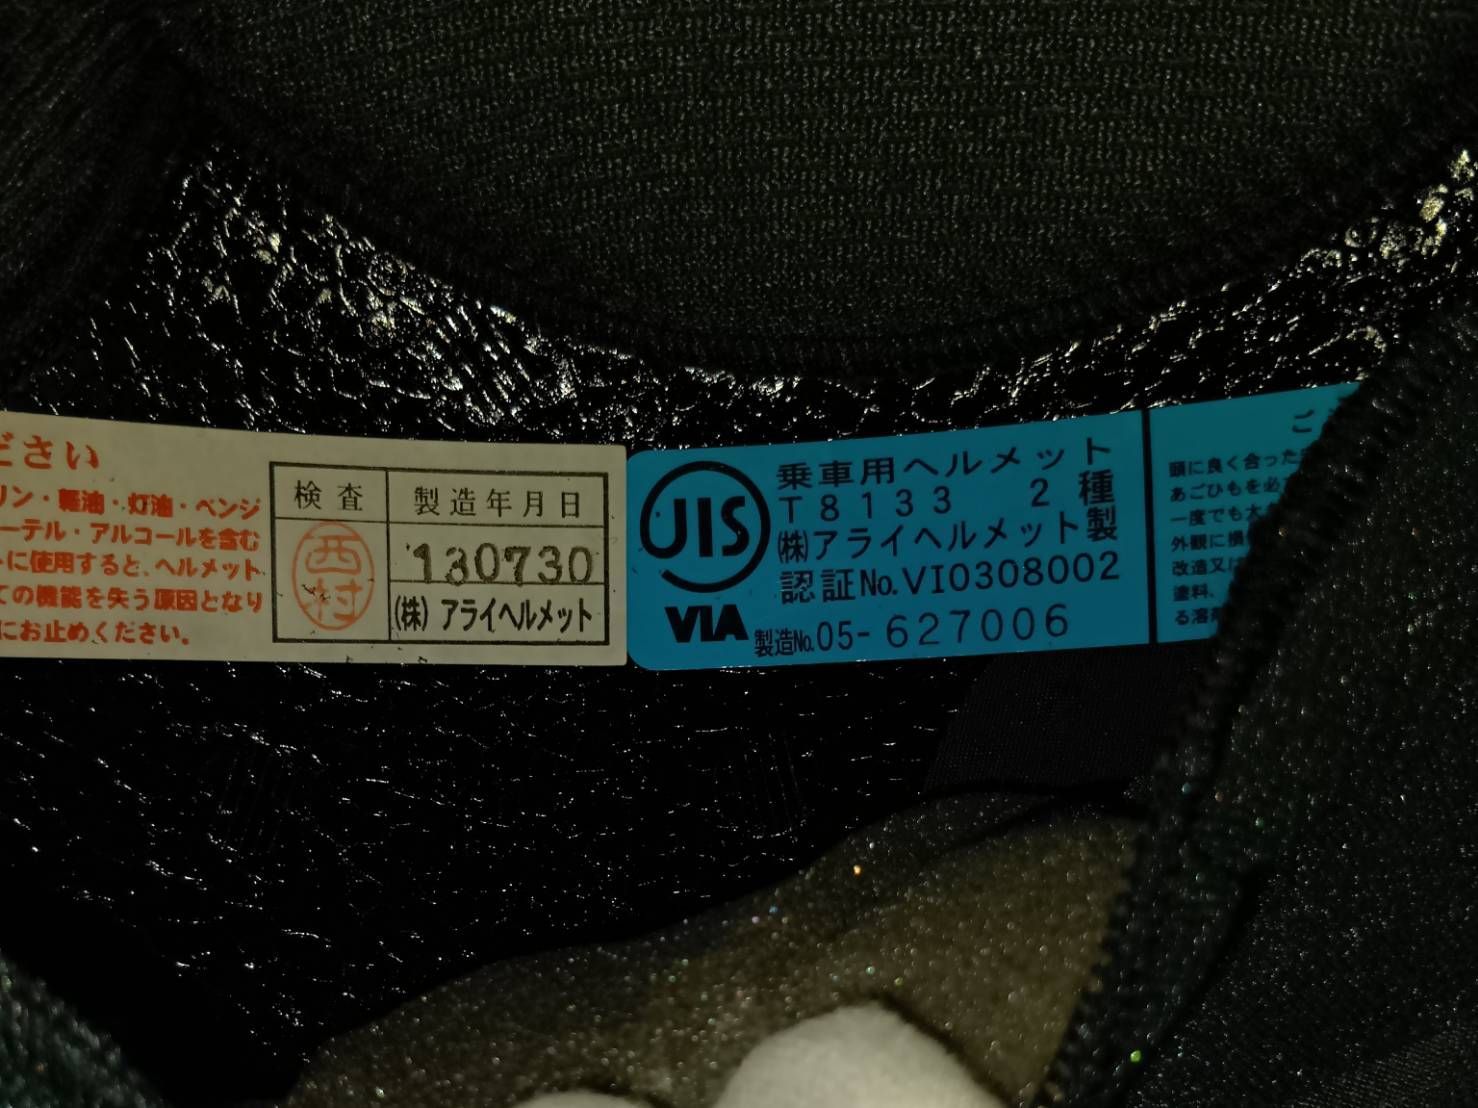 ださい
リン・軽油・灯油・ベンジ
ーテル・アルコールを含む
トに使用すると、ヘルメット
ての機能を失う原因となり
にお止めください。
検査
製造年月日
西村
130730
(株) アライヘルメット
JIS
VIA
乗車用ヘルメット
T8133 2種
(株)アライヘルメット製
認証No.VI0308002
製造No.05-627006
ご
頭に良く合った
あごひもを必
一度でも大
外観に損
改造又は
塗料、
る溶